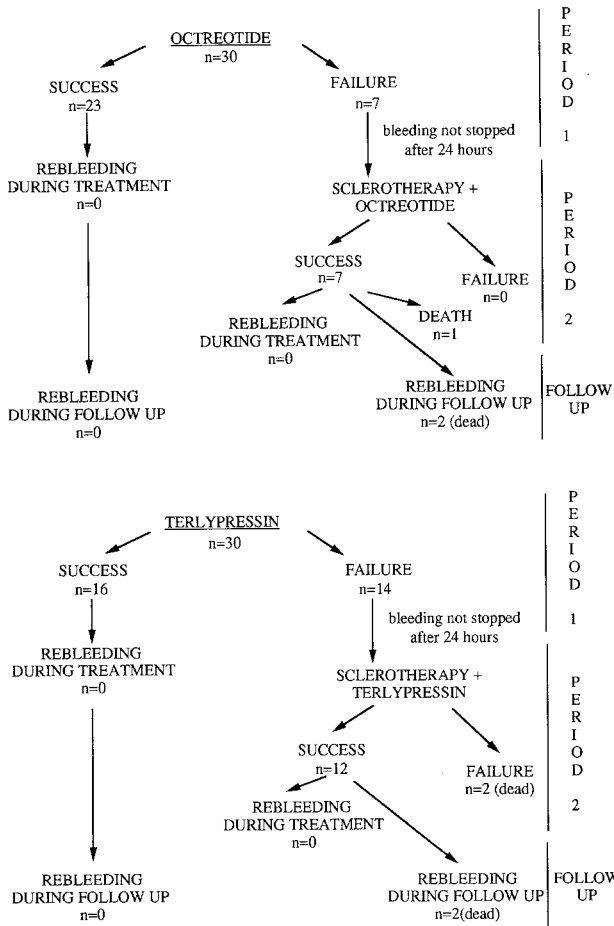 OCTREOTIDE
n=30
SUCCESS
n=23
FAILURE
n=7
bleeding not stopped
after 24 hours
REBLEEDING
DURING TREATMENT
n=0
SCLEROTHERAPY +
OCTREOTIDE
SUCCESS
n=7
FAILURE
n=0
REBLEEDING
DURING TREATMENT
n=0
DEATH
n=1
REBLEEDING
DURING FOLLOW UP
n=0
REBLEEDING
DURING FOLLOW UP
n=2 (dead)
PERIOD 1
PERIOD 2
FOLLOW
UP
TERLYPRESSIN
n=30
SUCCESS
n=16
FAILURE
n=14
bleeding not stopped
after 24 hours
REBLEEDING
DURING TREATMENT
n=0
SCLEROTHERAPY +
TERLYPRESSIN
SUCCESS
n=12
FAILURE
n=2 (dead)
REBLEEDING
DURING TREATMENT
n=0
REBLEEDING
DURING FOLLOW UP
n=0
REBLEEDING
DURING FOLLOW UP
n=2(dead)
PERIOD 1
PERIOD 2
FOLLOW
UP